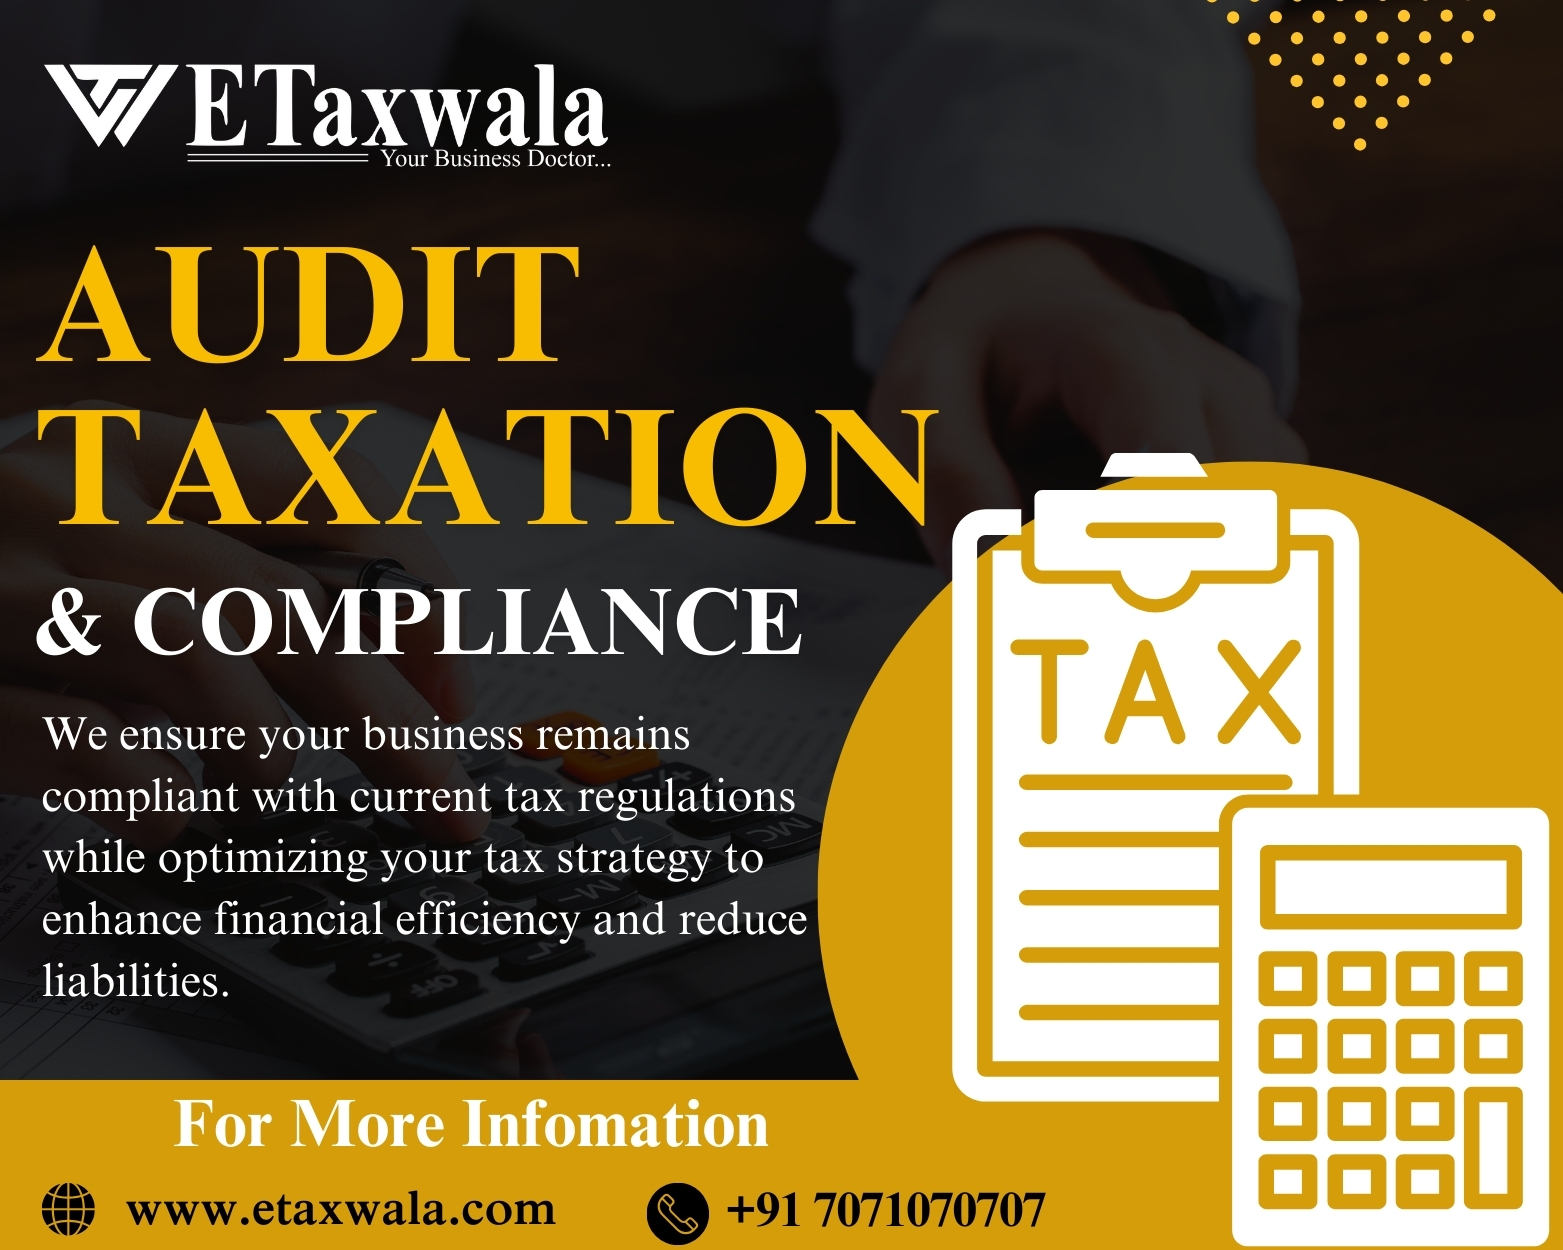 ETaxwala
Your Business Doctor...
AUDIT
TAXATION
& COMPLIANCE
We ensure your business remains
compliant with current tax regulations
while optimizing your tax strategy to
enhance financial efficiency and reduce
liabilities.
TAX
For More Infomation
www.etaxwala.com
+91 7071070707